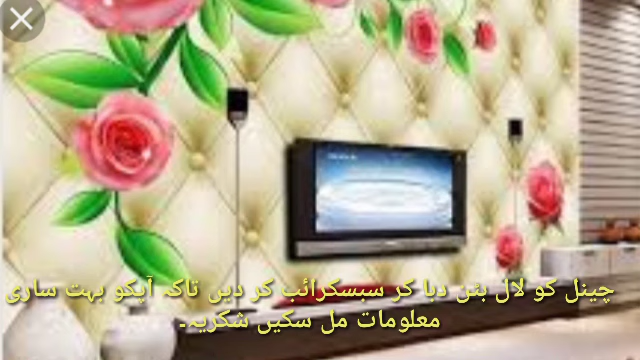 چینل کو لال بٹن دبا کر سبسکرائب کر دیں تاکہ آپکو بہت ساری
معلومات مل سکیں شکریہ۔